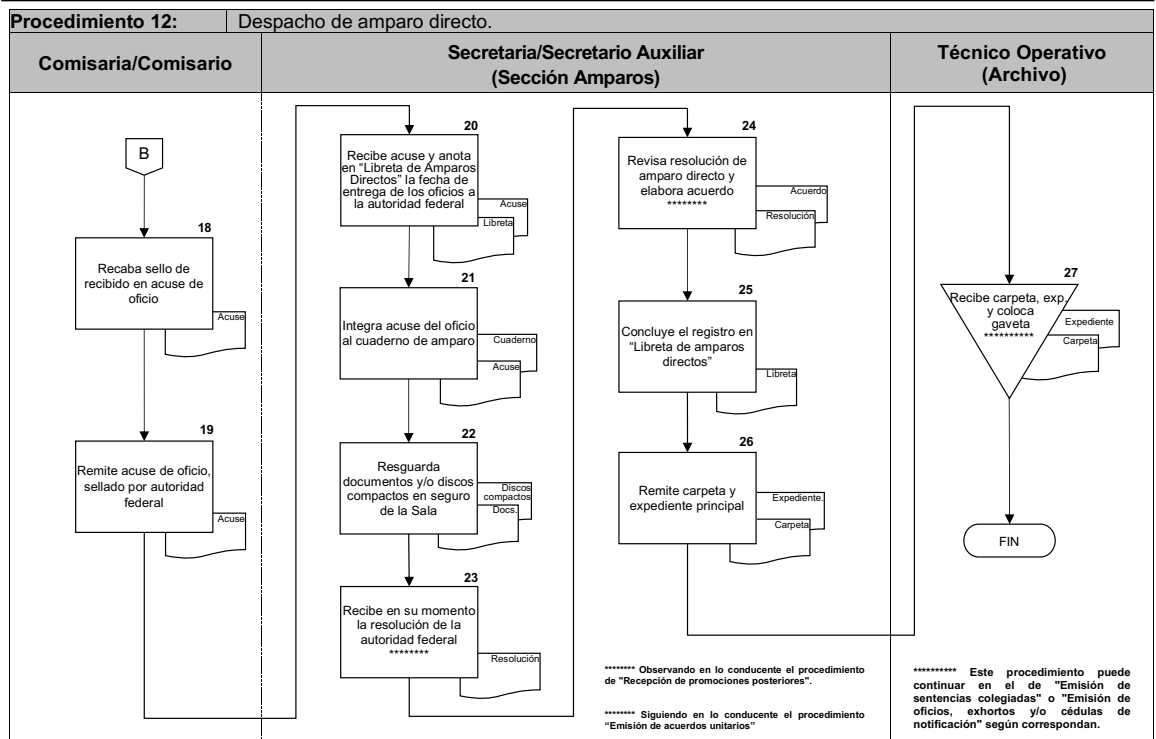 Procedimiento 12: Despacho de amparo directo.
Comisaria/Comisario
Secretaria/Secretario Auxiliar
(Sección Amparos)
Técnico Operativo
(Archivo)
B
18
Recaba sello de
recibido en acuse de
oficio
Acuse
19
Remite acuse de oficio,
sellado por autoridad
federal
Acuse
20
Recibe acuse y anota
en “Libreta de Amparos
Directos” la fecha de
entrega de los oficios a
la autoridad federal
Acuse
Libreta
21
Integra acuse del oficio
al cuaderno de amparo
Cuaderno
Acuse
22
Resguarda
documentos y/o discos
compactos en seguro
de la Sala
Discos
compactos
Docs.
23
Recibe en su momento
la resolución de la
autoridad federal
********
Resolución
24
Revisa resolución de
amparo directo y
elabora acuerdo
********
Acuerdo
Resolución
25
Concluye el registro en
“Libreta de amparos
directos”
Libreta
26
Remite carpeta y
expediente principal
Expediente.
Carpeta
******** Observando en lo conducente el procedimiento
de "Recepción de promociones posteriores".
******** Siguiendo en lo conducente el procedimiento
“Emisión de acuerdos unitarios”
27
Recibe carpeta, exp.
y coloca
gaveta
**********
Expediente
Carpeta
FIN
********** Este procedimiento puede
continuar en el de "Emisión de
sentencias colegiadas" o "Emisión de
oficios, exhortos y/o cédulas de
notificación" según correspondan.